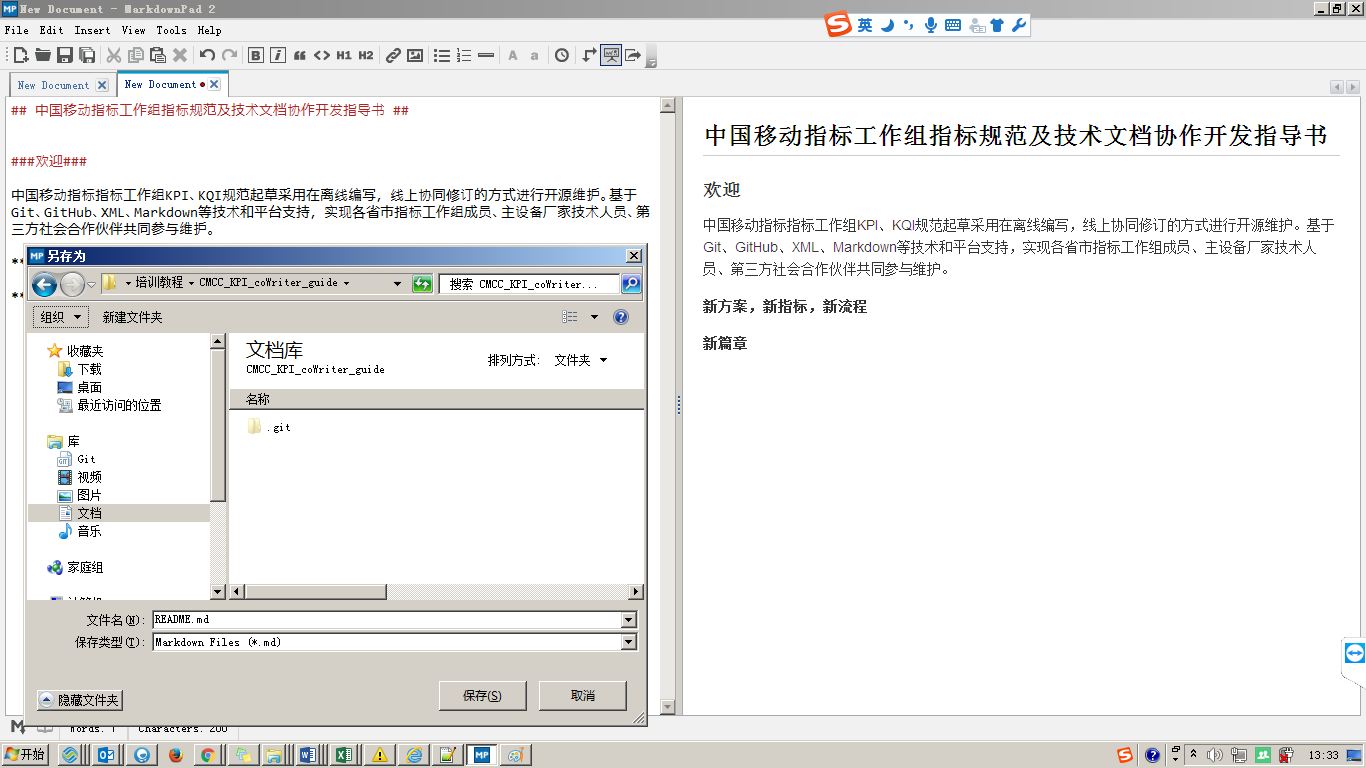 MP New Document - MarkdownPad 2
File Edit Insert View Tools Help
英
B i H1 H2 A a
New Document New Document
## 中国移动指标工作组指标规范及技术文档协作开发指导书 ##
###欢迎###
中国移动指标指标工作组KPI、KQI规范起草采用在离线编写，线上协同修订的方式进行开源维护。基于
Git、GitHub、XML、Markdown等技术和平台支持，实现各省市指标工作组成员、主设备厂家技术人员、第
三方社会合作伙伴共同参与维护。
**
**
中国移动指标工作组指标规范及技术文档协作开发指导书
欢迎
中国移动指标指标工作组KPI、KQI规范起草采用在离线编写，线上协同修订的方式进行开源维护。基于
Git、GitHub、XML、Markdown等技术和平台支持，实现各省市指标工作组成员、主设备厂家技术人
员、第三方社会合作伙伴共同参与维护。
新方案，新指标，新流程
新篇章
MP 另存为
培训教程 CMCC_KPI_coWriter_guide
搜索 CMCC_KPI_coWriter...
组织 新建文件夹
收藏夹
下载
桌面
最近访问的位置
库
Git
视频
图片
文档
音乐
家庭组
计算机
文档库
CMCC_KPI_coWriter_guide
排列方式: 文件夹
名称
.git
文件名(N): README.md
保存类型(T): Markdown Files (*.md)
隐藏文件夹 保存(S) 取消
Words: 1 Characters: 200
开始 MP 13:33